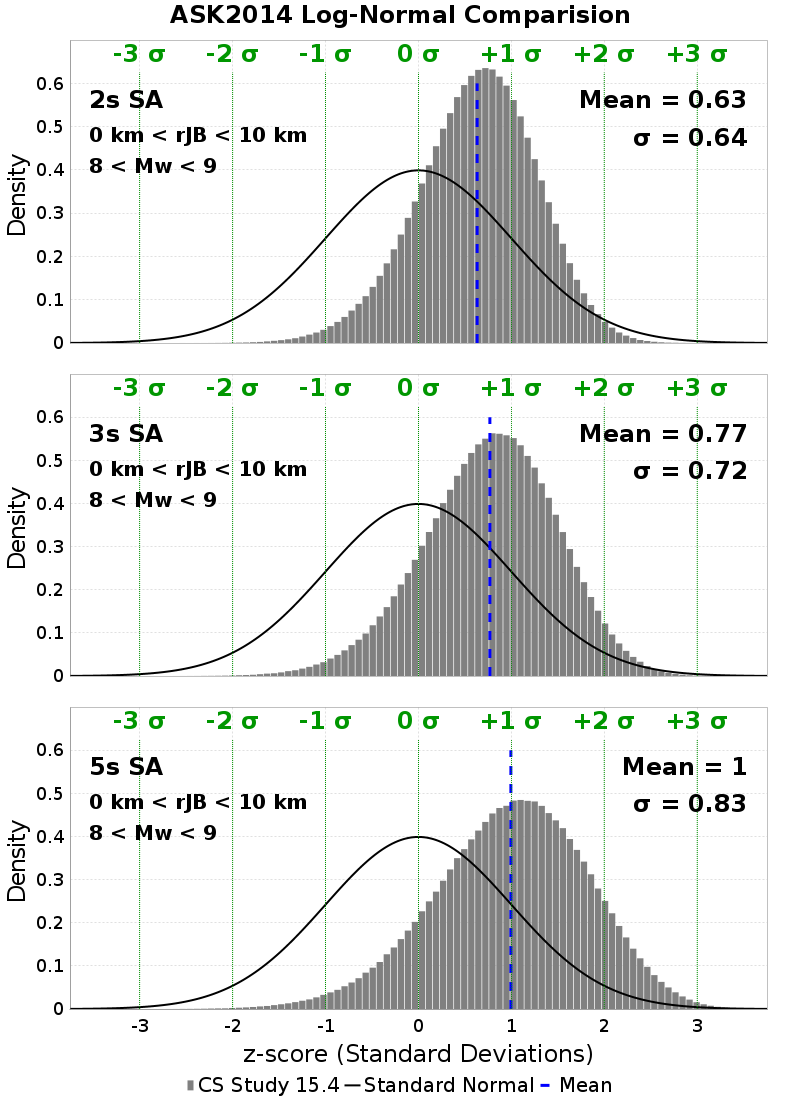 ASK2014 Log-Normal Comparision
-3 σ -2 σ -1 σ 0 σ +1 σ +2 σ +3 σ
2s SA
0 km < rJB < 10 km
8 < Mw < 9
Mean = 0.63
σ = 0.64
Density
0.6
0.5
0.4
0.3
0.2
0.1
0
-3 σ -2 σ -1 σ 0 σ +1 σ +2 σ +3 σ
3s SA
0 km < rJB < 10 km
8 < Mw < 9
Mean = 0.77
σ = 0.72
Density
0.6
0.5
0.4
0.3
0.2
0.1
0
-3 σ -2 σ -1 σ 0 σ +1 σ +2 σ +3 σ
5s SA
0 km < rJB < 10 km
8 < Mw < 9
Mean = 1
σ = 0.83
Density
0.6
0.5
0.4
0.3
0.2
0.1
0
-3 -2 -1 0 1 2 3
z-score (Standard Deviations)
CS Study 15.4 Standard Normal Mean